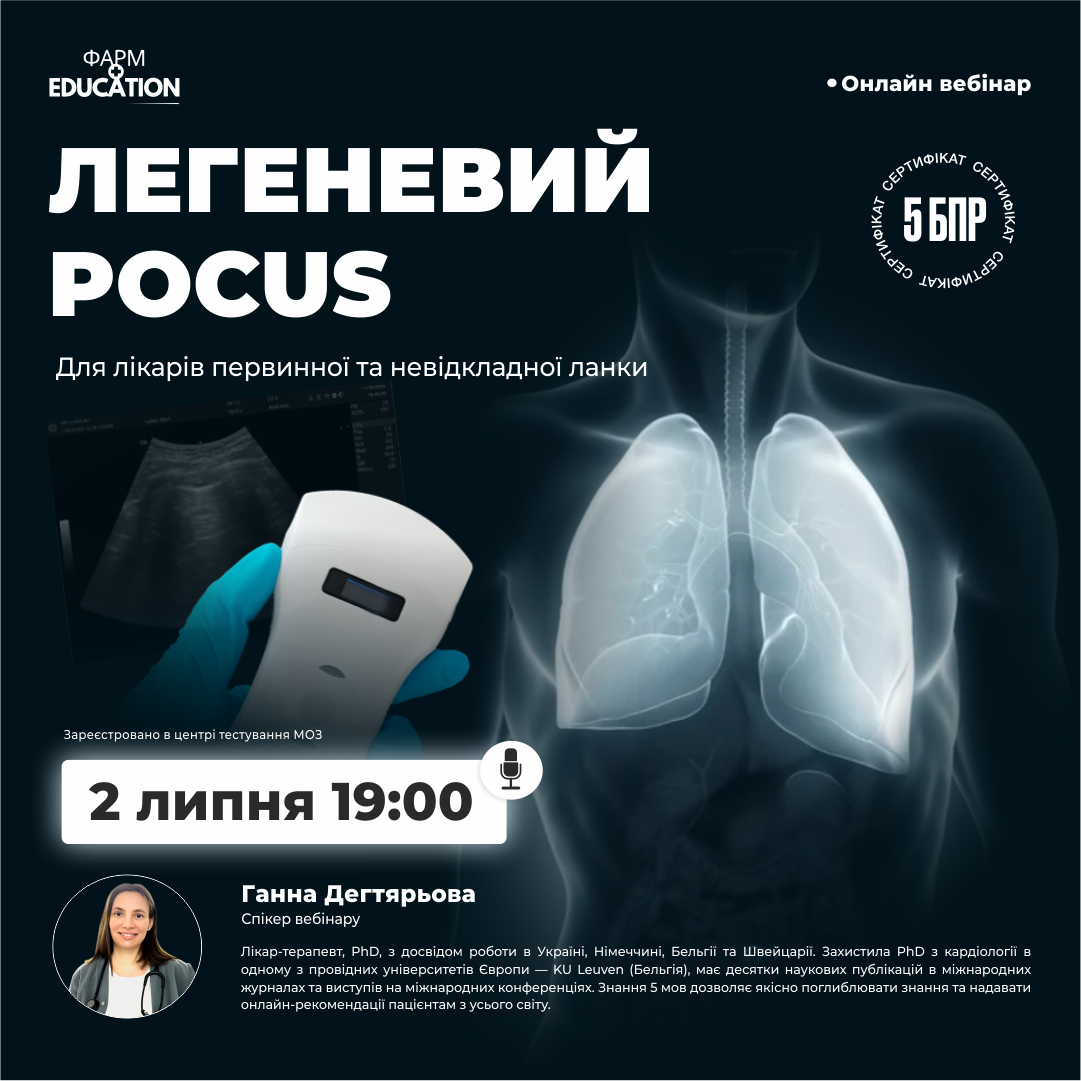 ФАРМ
EDUCATION
• Онлайн вебінар
ЛЕГЕНЕВИЙ
POCUS
СЕРТИФІКАТ СЕРТИФІКАТ СЕРТИФІКАТ СЕРТИФІКАТ
5 БПР
Для лікарів первинної та невідкладної ланки
Зареєстровано в центрі тестування МОЗ
2 липня 19:00
Ганна Дегтярьова
Спікер вебінару
Лікар-терапевт, PhD, з досвідом роботи в Україні, Німеччині, Бельгії та Швейцарії. Захистила PhD з кардіології в
одному з провідних університетів Європи — KU Leuven (Бельгія), має десятки наукових публікацій в міжнародних
журналах та виступів на міжнародних конференціях. Знання 5 мов дозволяє якісно поглиблювати знання та надавати
онлайн-рекомендації пацієнтам з усього світу.